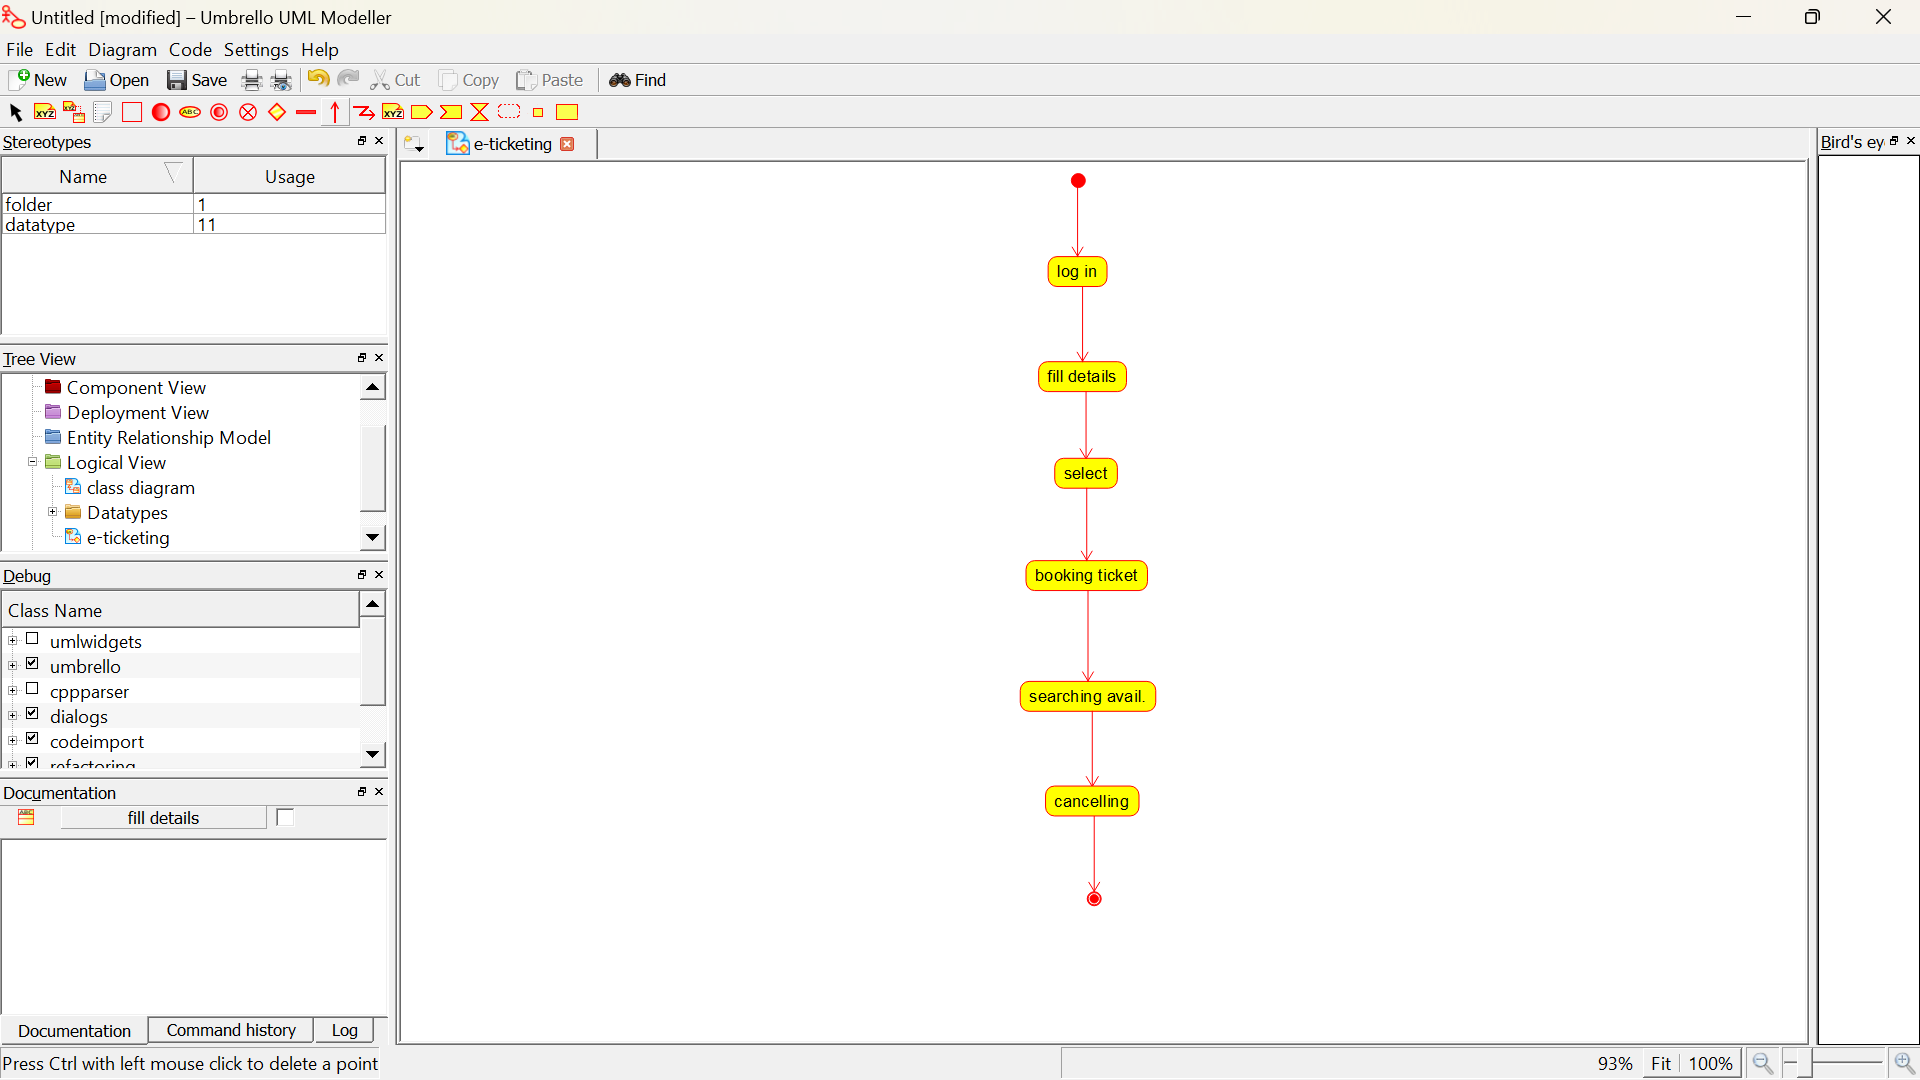 Untitled [modified] – Umbrello UML Modeller
File Edit Diagram Code Settings Help
New Open Save Cut Copy Paste Find
Stereotypes
Name Usage
folder 1
datatype 11
Tree View
Component View
Deployment View
Entity Relationship Model
Logical View
class diagram
Datatypes
e-ticketing
Debug
Class Name
umlwidgets
umbrello
cppparser
dialogs
codeimport
refactoring
Documentation
fill details
Documentation Command history Log
Press Ctrl with left mouse click to delete a point
e-ticketing
log in
fill details
select
booking ticket
searching avail.
cancelling
Bird's ey
93% Fit 100%